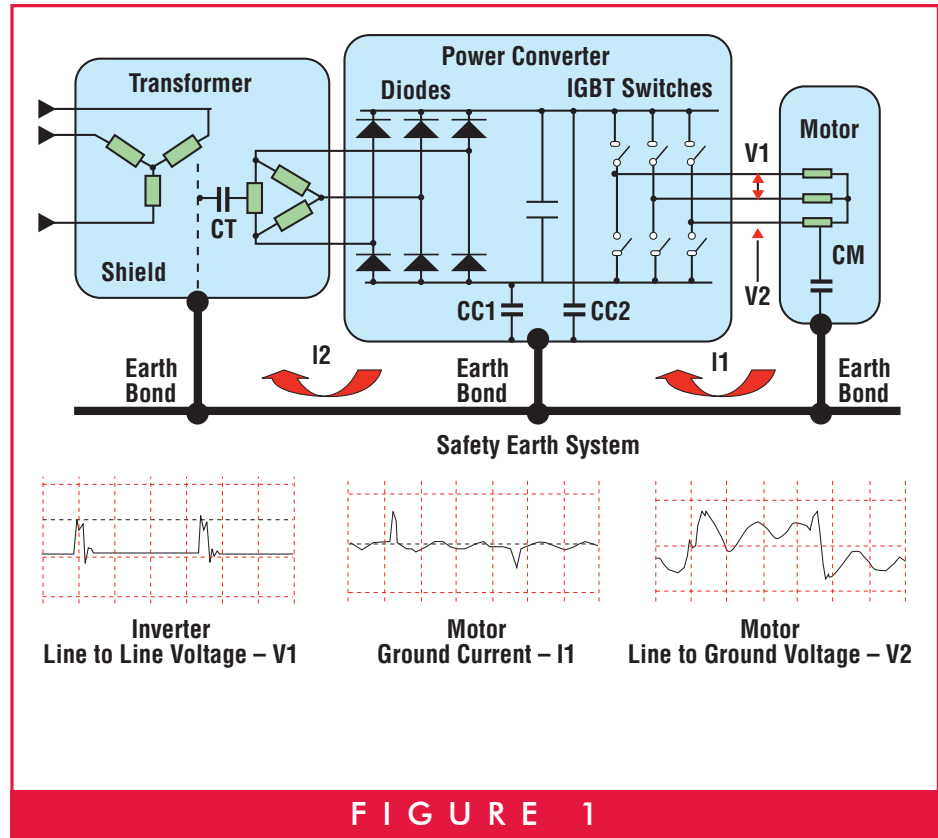 Power Converter
Transformer
Diodes
IGBT Switches
Motor
V1
CT
Shield
CC1
CC2
V2
CM
Earth
Bond
I2
Earth
Bond
I1
Earth
Bond
Safety Earth System
Inverter
Line to Line Voltage – V1
Motor
Ground Current – I1
Motor
Line to Ground Voltage – V2
FIGURE 1